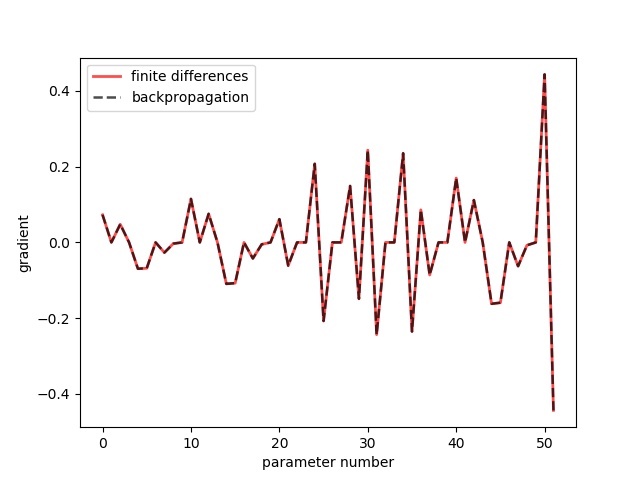 finite differences
backpropagation
0.4
0.2
0.0
−0.2
−0.4
gradient
0 10 20 30 40 50
parameter number